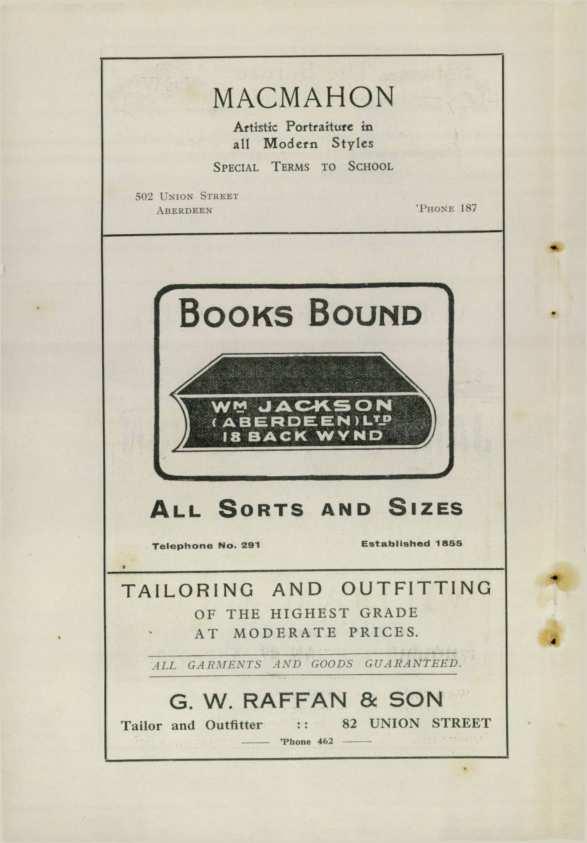 MACMAHON
Artistic Portraiture in
all Modern Styles
SPECIAL TERMS TO SCHOOL
502 UNION STREET
ABERDEEN
'PHONE 187
BOOKS BOUND
WM JACKSON
(ABERDEEN) LTD
18 BACK WYND
ALL SORTS AND SIZES
Telephone No. 291
Established 1855
TAILORING AND OUTFITTING
OF THE HIGHEST GRADE
AT MODERATE PRICES.
ALL GARMENTS AND GOODS GUARANTEED.
G. W. RAFFAN & SON
Tailor and Outfitter :: 82 UNION STREET
'Phone 462